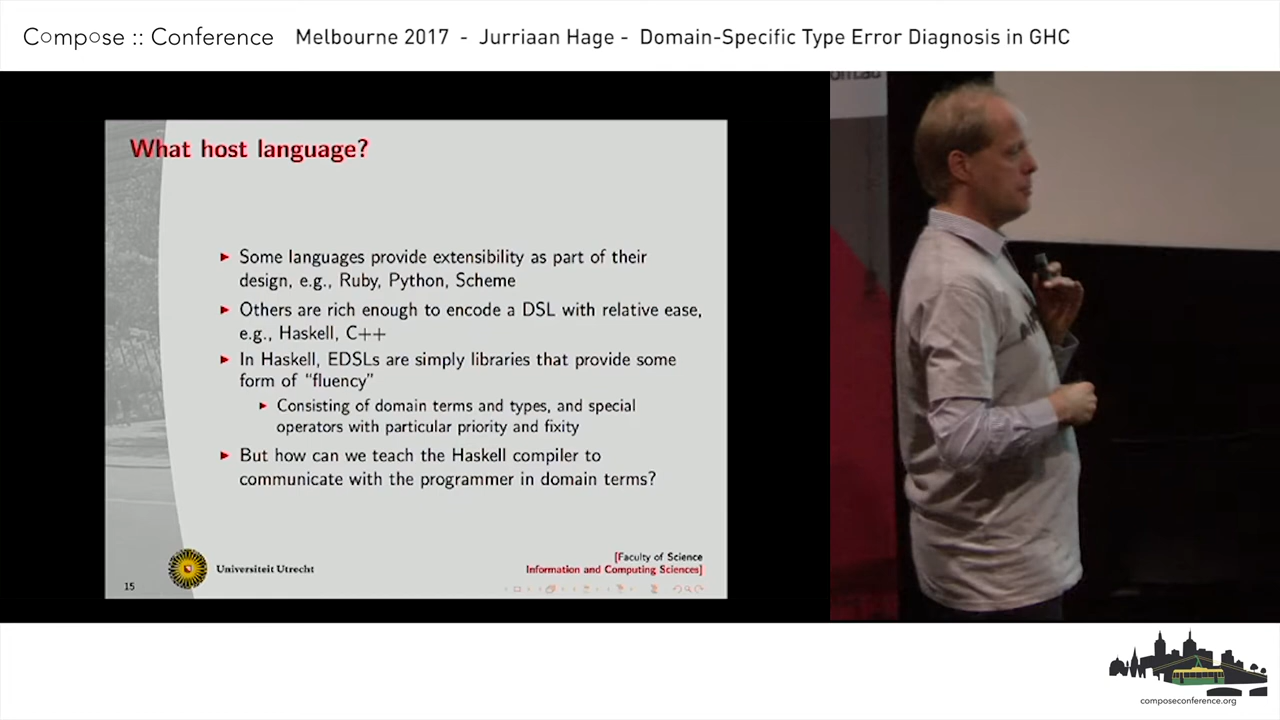 Compose :: Conference Melbourne 2017 - Jurriaan Hage - Domain-Specific Type Error Diagnosis in GHC
What host language?
▶ Some languages provide extensibility as part of their
design, e.g., Ruby, Python, Scheme
▶ Others are rich enough to encode a DSL with relative ease,
e.g., Haskell, C++
▶ In Haskell, EDSLs are simply libraries that provide some
form of “fluency”
▶ Consisting of domain terms and types, and special
operators with particular priority and fixity
▶ But how can we teach the Haskell compiler to
communicate with the programmer in domain terms?
[Faculty of Science
Information and Computing Sciences]
Universiteit Utrecht
15
composeconference.org